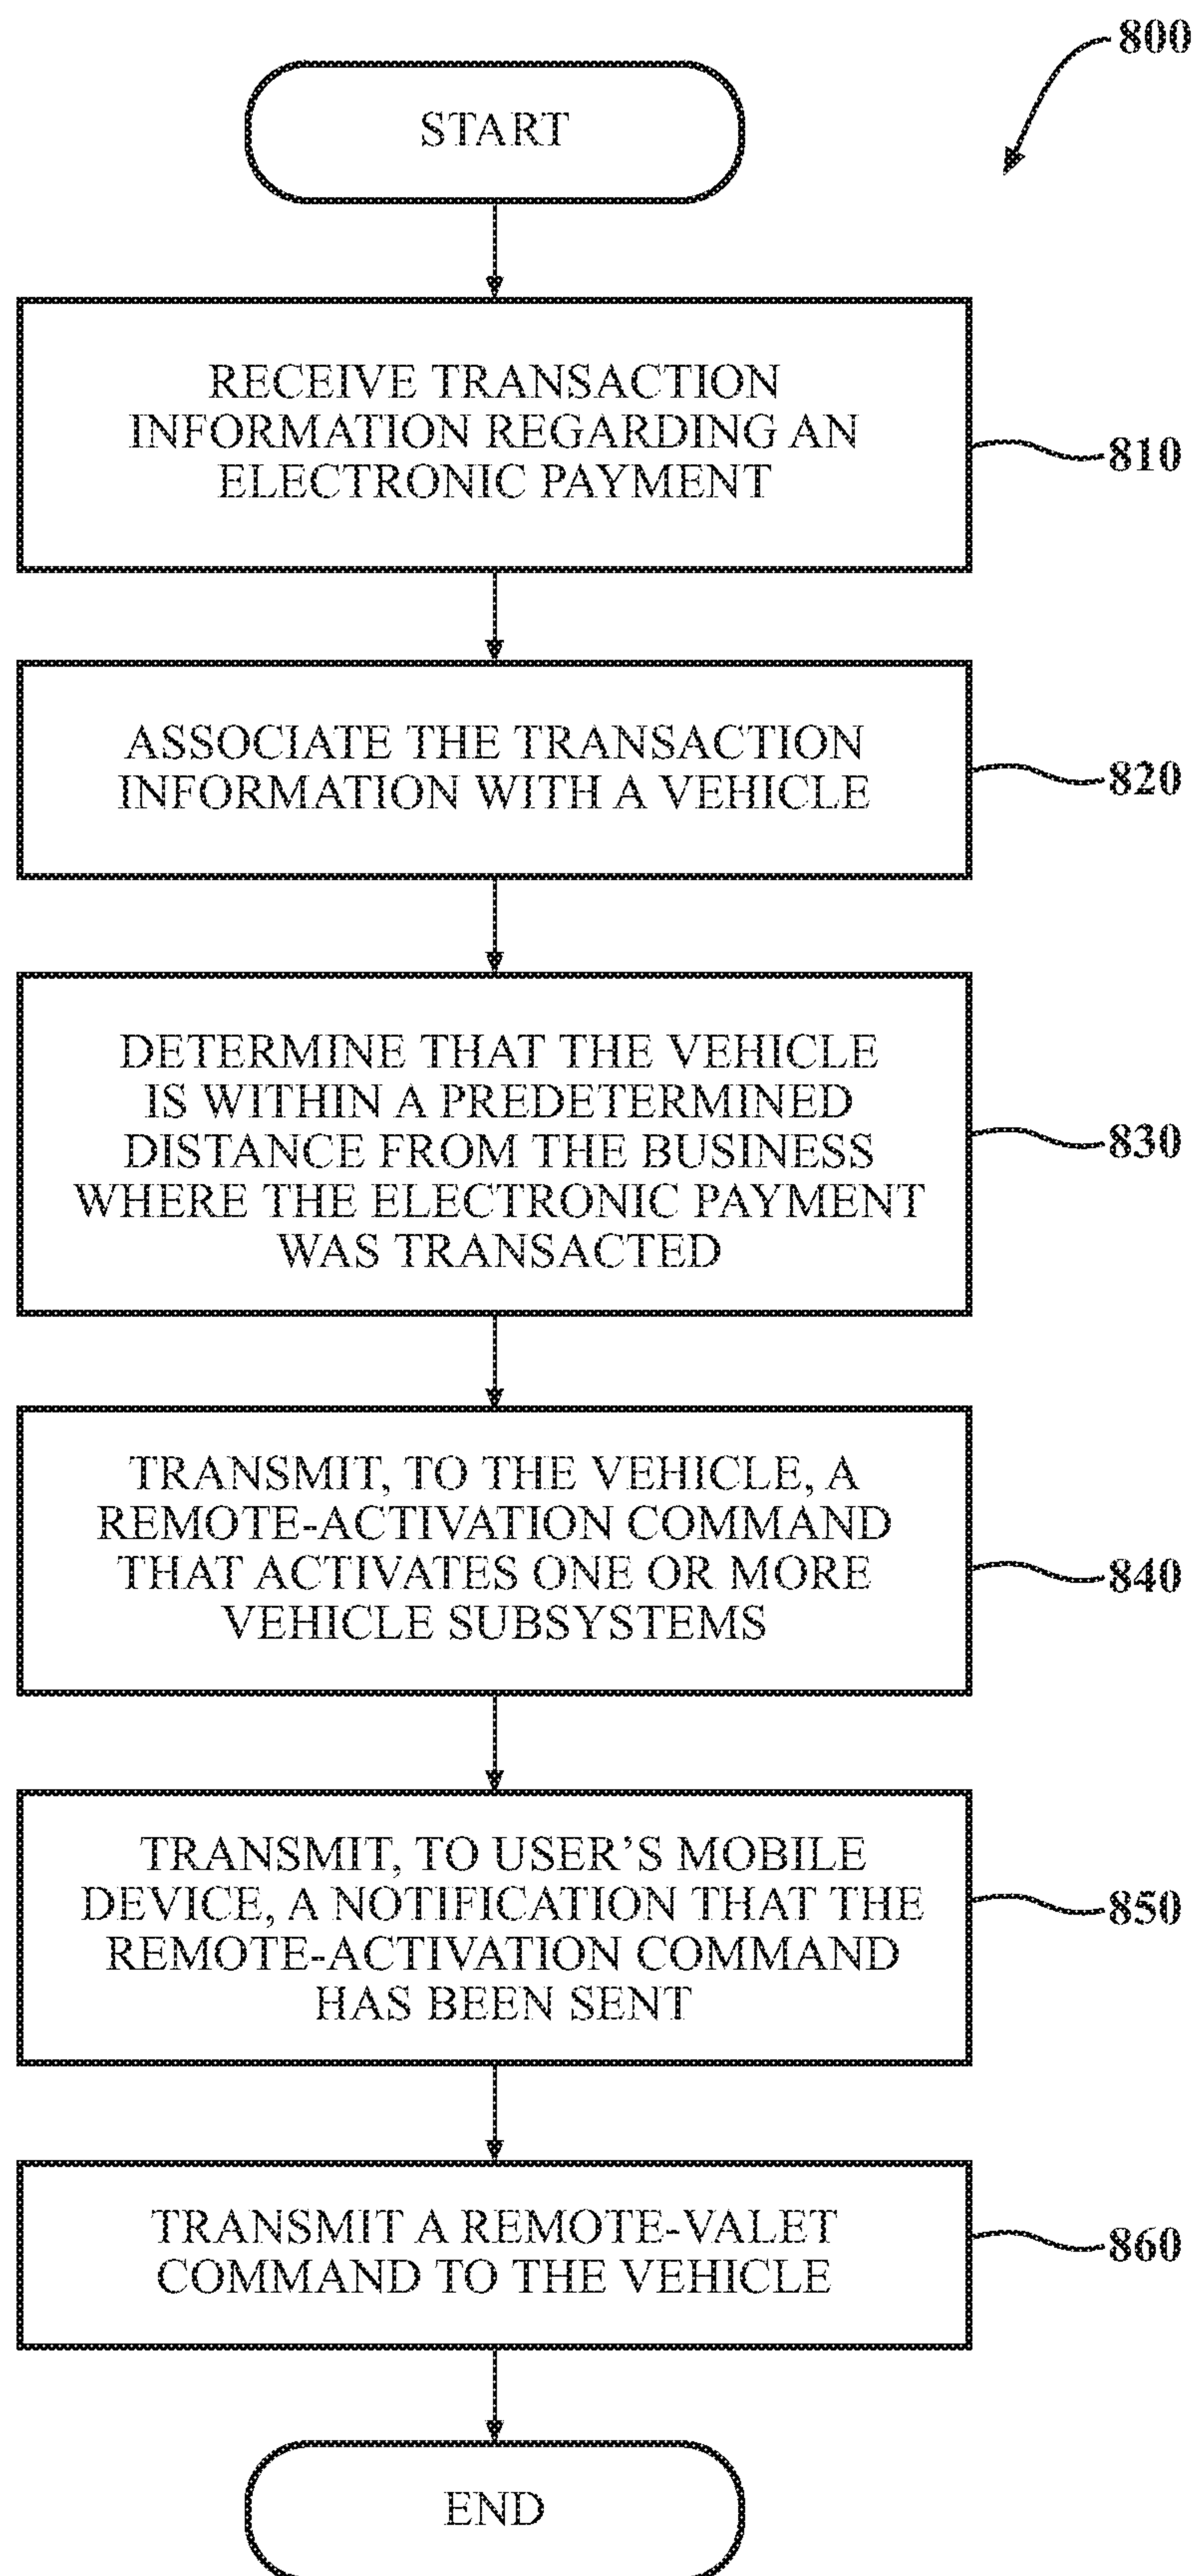 800
START
RECEIVE TRANSACTION
INFORMATION REGARDING AN
ELECTRONIC PAYMENT
810
ASSOCIATE THE TRANSACTION
INFORMATION WITH A VEHICLE
820
DETERMINE THAT THE VEHICLE
IS WITHIN A PREDETERMINED
DISTANCE FROM THE BUSINESS
WHERE THE ELECTRONIC PAYMENT
WAS TRANSACTED
830
TRANSMIT, TO THE VEHICLE, A
REMOTE-ACTIVATION COMMAND
THAT ACTIVATES ONE OR MORE
VEHICLE SUBSYSTEMS
840
TRANSMIT, TO USER’S MOBILE
DEVICE, A NOTIFICATION THAT THE
REMOTE-ACTIVATION COMMAND
HAS BEEN SENT
850
TRANSMIT A REMOTE-VALET
COMMAND TO THE VEHICLE
860
END